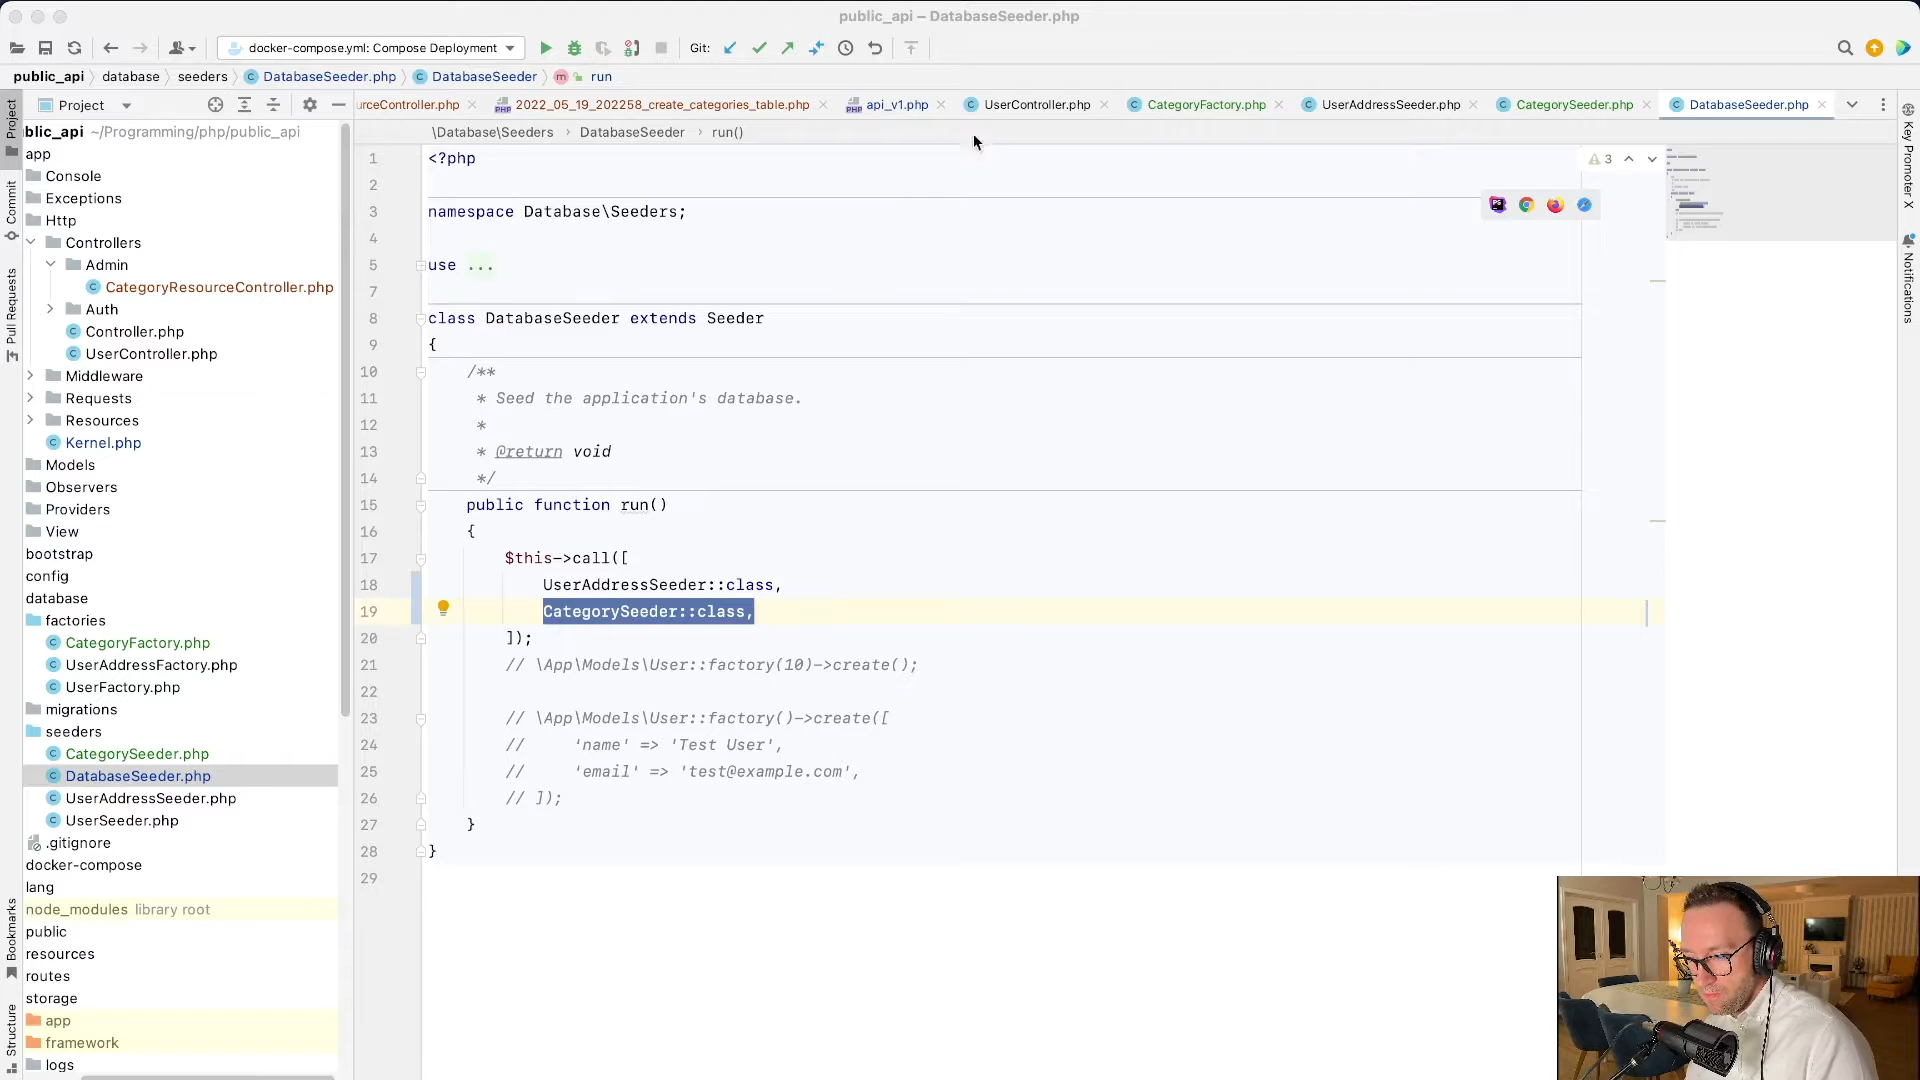 public_api – DatabaseSeeder.php
docker-compose.yml: Compose Deployment
Git:
public_api
database
seeders
DatabaseSeeder.php
DatabaseSeeder
m
run
Project
urceController.php
2022_05_19_202258_create_categories_table.php
api_v1.php
UserController.php
CategoryFactory.php
UserAddressSeeder.php
CategorySeeder.php
DatabaseSeeder.php
\Database\Seeders
DatabaseSeeder
run()
Project
Commit
Pull Requests
Bookmarks
Structure
Key Promoter X
Notifications
blic_api ~/Programming/php/public_api
app
Console
Exceptions
Http
Controllers
Admin
CategoryResourceController.php
Auth
Controller.php
UserController.php
Middleware
Requests
Resources
Kernel.php
Models
Observers
Providers
View
bootstrap
config
database
factories
CategoryFactory.php
UserAddressFactory.php
UserFactory.php
migrations
seeders
CategorySeeder.php
DatabaseSeeder.php
UserAddressSeeder.php
UserSeeder.php
.gitignore
docker-compose
lang
node_modules library root
public
resources
routes
storage
app
framework
logs
3
1 <?php
2
3 namespace Database\Seeders;
4
5 use ...
7
8 class DatabaseSeeder extends Seeder
9 {
10 /**
11 * Seed the application's database.
12 *
13 * @return void
14 */
15 public function run()
16 {
17 $this->call([
18 UserAddressSeeder::class,
19 CategorySeeder::class,
20 ]);
21 // \App\Models\User::factory(10)->create();
22
23 // \App\Models\User::factory()->create([
24 // 'name' => 'Test User',
25 // 'email' => 'test@example.com',
26 // ]);
27 }
28 }
29